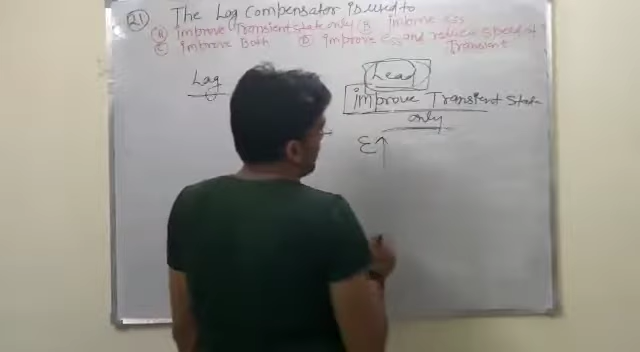 21) The Lag Compensator is used to
(A) improve Transient state only (B) improve ess
(C) improve Both (D) improve ess and reduce speed of Transient
Lag
Lead
improve Transient State
only
ε↑